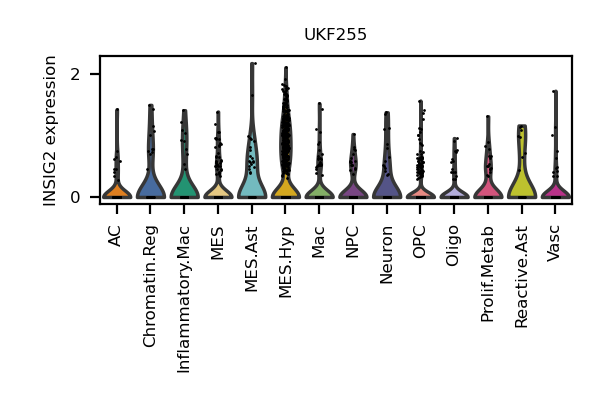 UKF255
INSIG2 expression
2
0
AC
Chromatin.Reg
Inflammatory.Mac
MES
MES.Ast
MES.Hyp
Mac
NPC
Neuron
OPC
Oligo
Prolif.Metab
Reactive.Ast
Vasc